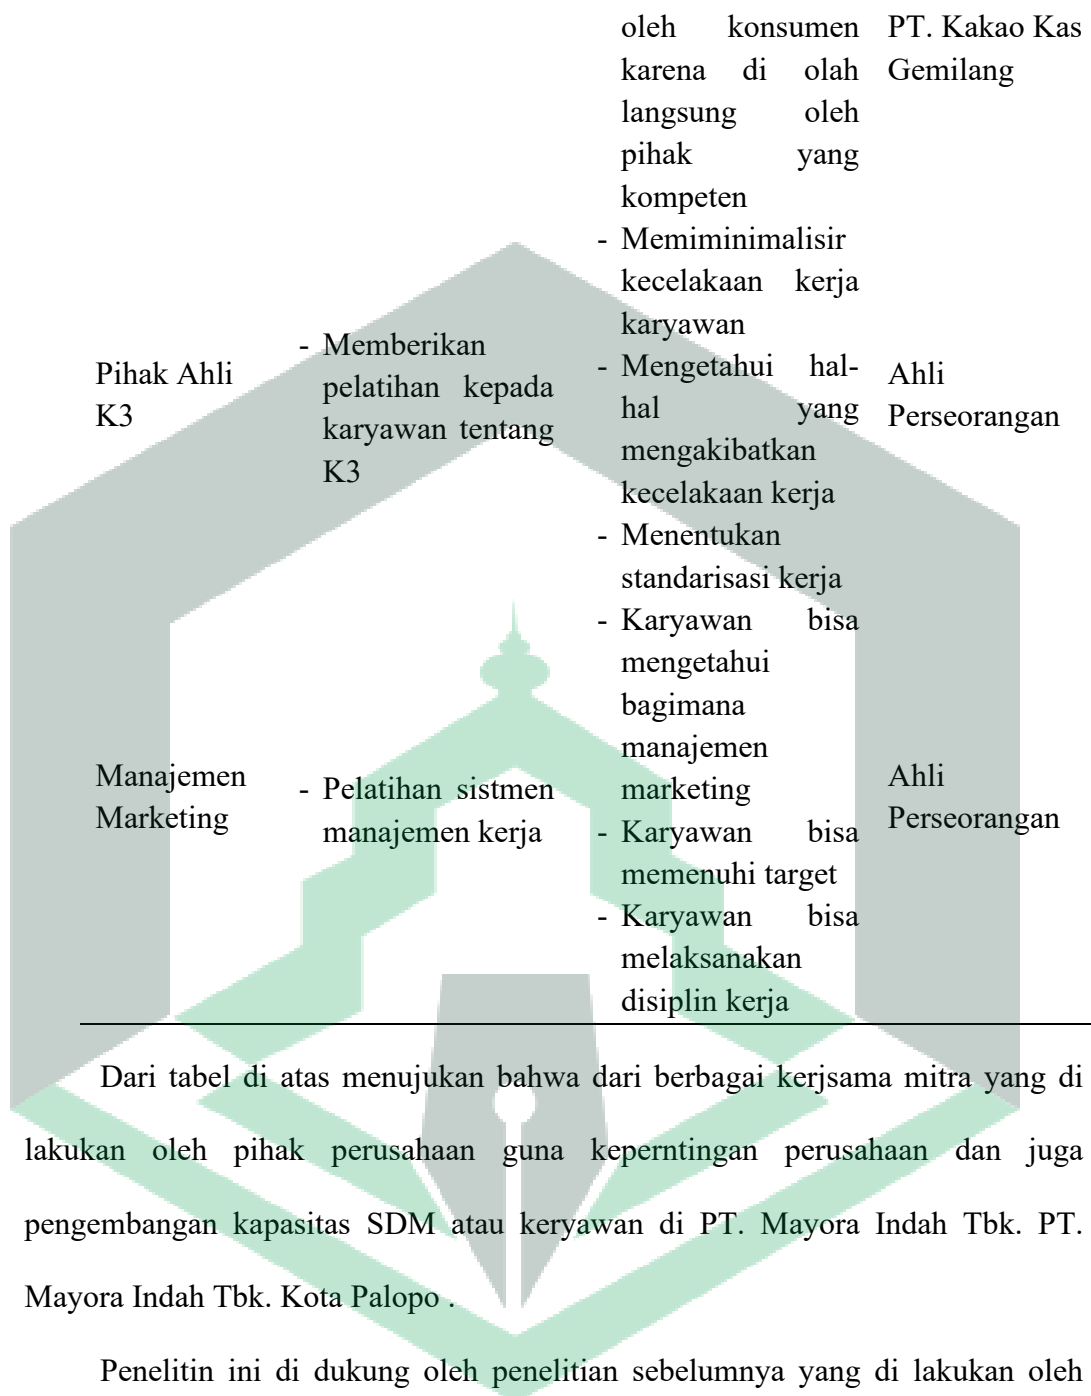 oleh konsumen
karena di olah
langsung oleh
pihak yang
kompeten
PT. Kakao Kas
Gemilang
Pihak Ahli
K3
- Memberikan
pelatihan kepada
karyawan tentang
K3
- Memiminimalisir
kecelakaan kerja
karyawan
- Mengetahui hal-
hal yang
mengakibatkan
kecelakaan kerja
- Menentukan
standarisasi kerja
Ahli
Perseorangan
Manajemen
Marketing
- Pelatihan sistmen
manajemen kerja
- Karyawan bisa
mengetahui
bagimana
manajemen
marketing
- Karyawan bisa
memenuhi target
- Karyawan bisa
melaksanakan
disiplin kerja
Ahli
Perseorangan
Dari tabel di atas menujukan bahwa dari berbagai kerjsama mitra yang di
lakukan oleh pihak perusahaan guna keperntingan perusahaan dan juga
pengembangan kapasitas SDM atau keryawan di PT. Mayora Indah Tbk. PT.
Mayora Indah Tbk. Kota Palopo .
Penelitin ini di dukung oleh penelitian sebelumnya yang di lakukan oleh